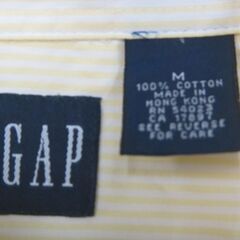 GAP
M
100% COTTON
MADE IN
HONG KONG
RN 54023
CA 17897
SEE REVERSE
FOR CARE